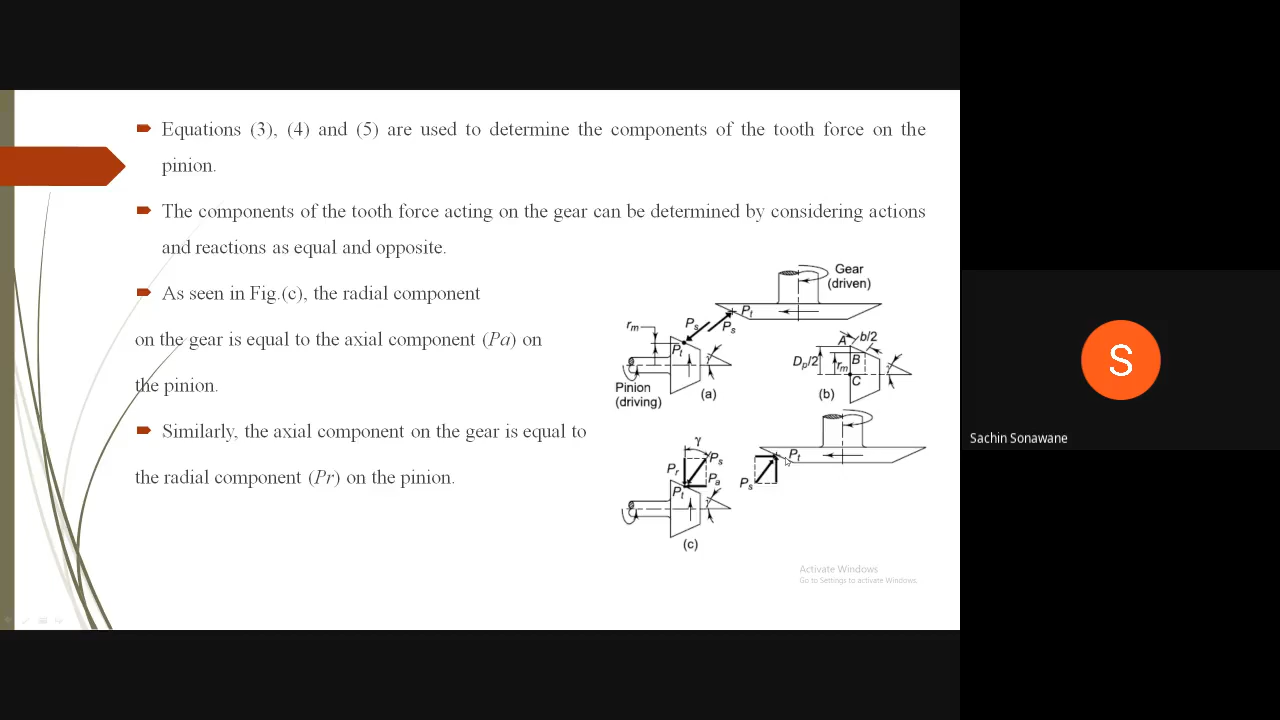 Equations (3), (4) and (5) are used to determine the components of the tooth force on the
pinion.
The components of the tooth force acting on the gear can be determined by considering actions
and reactions as equal and opposite.
As seen in Fig.(c), the radial component
on the gear is equal to the axial component (Pa) on
the pinion.
Similarly, the axial component on the gear is equal to
the radial component (Pr) on the pinion.
Gear
(driven)
Pt
Ps
Ps
rm
Pt
Pinion
(driving)
(a)
A
b/2
Dp/2
rm
B
C
(b)
γ
Pr
Ps
Pa
Pt
(c)
Pt
Ps
Activate Windows
Go to Settings to activate Windows.
S
Sachin Sonawane